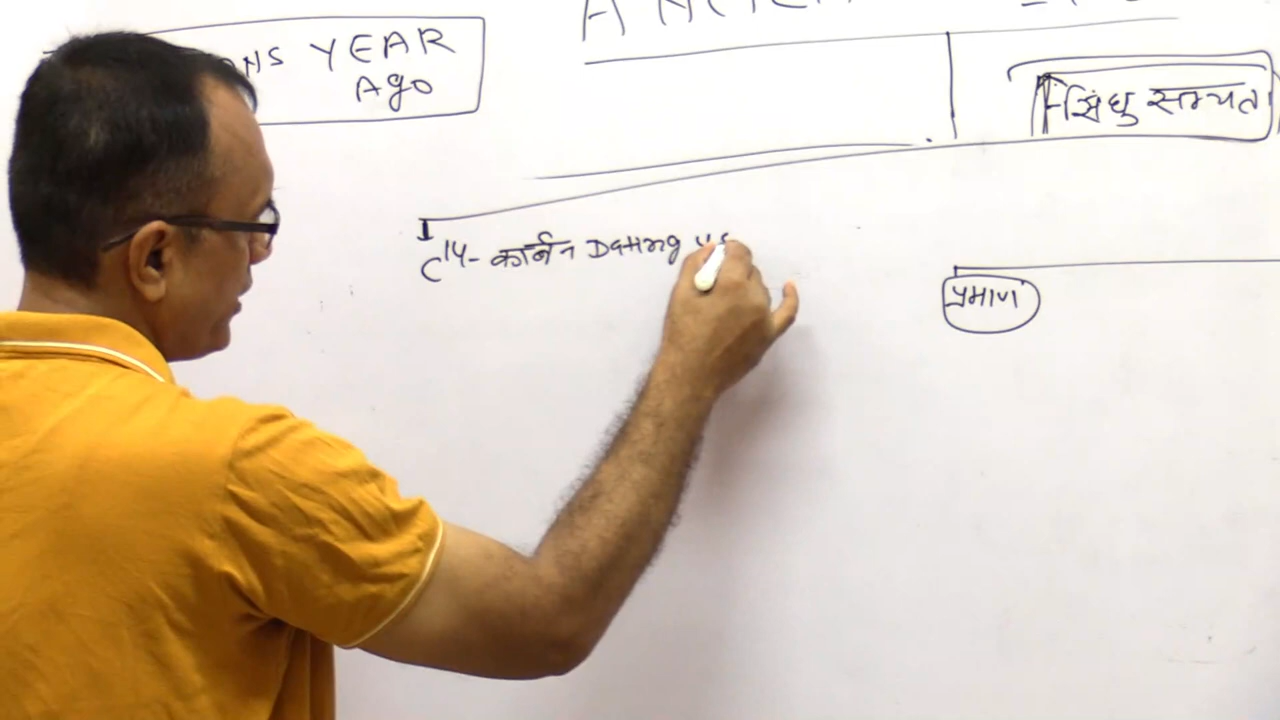 YEAR
Ago
सिंधु सभ्यत
C14- कार्बन Dating
प्रमाण